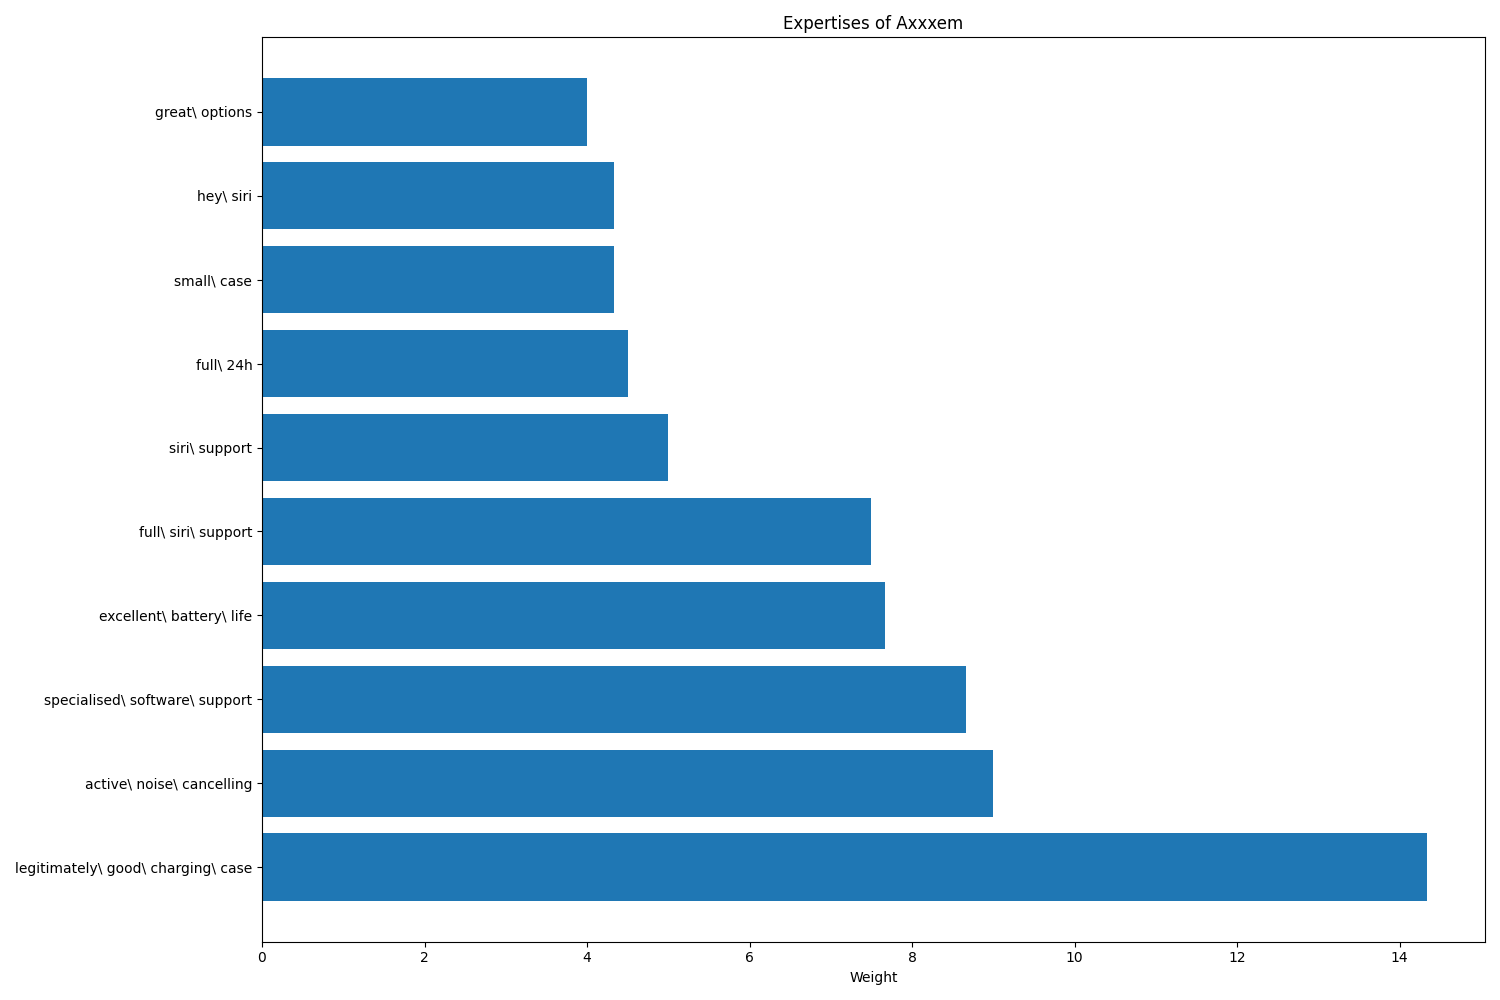 Expertises of Axxxem
great\ options
hey\ siri
small\ case
full\ 24h
siri\ support
full\ siri\ support
excellent\ battery\ life
specialised\ software\ support
active\ noise\ cancelling
legitimately\ good\ charging\ case
0 2 4 6 8 10 12 14
Weight